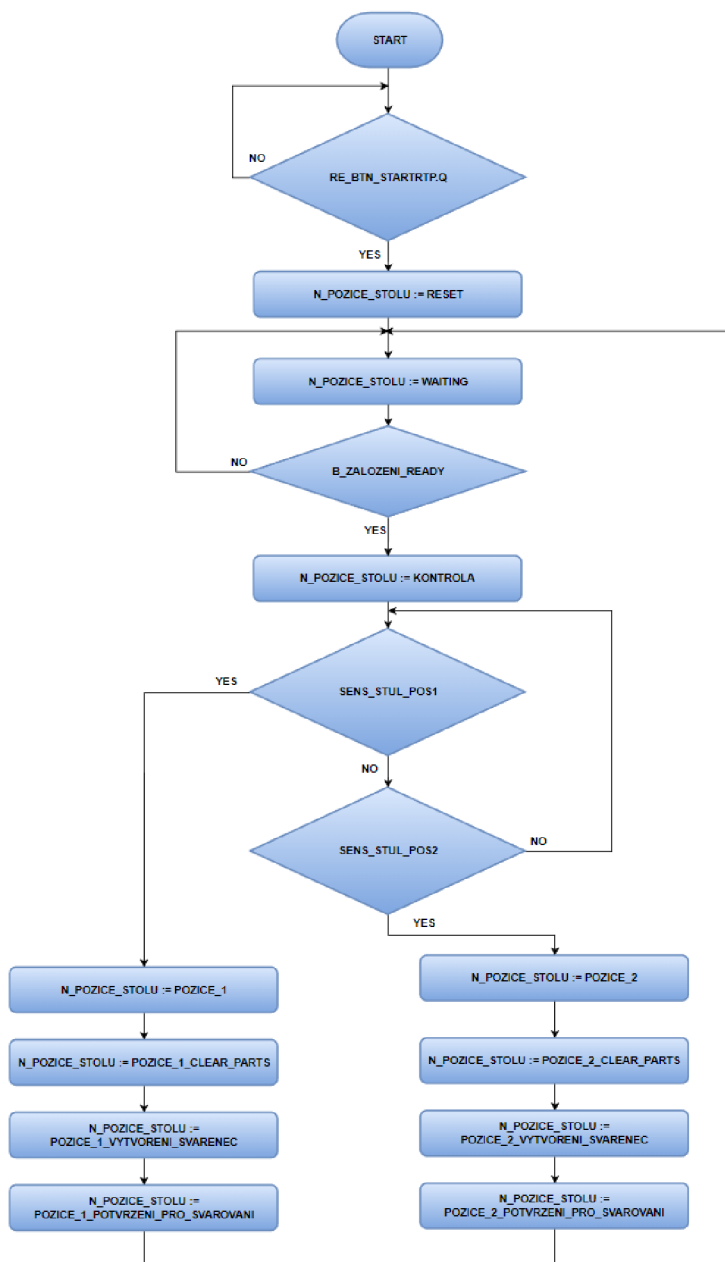 START
NO
RE_BTN_STARTRTP.Q
YES
N_POZICE_STOLU := RESET
N_POZICE_STOLU := WAITING
NO
B_ZALOZENI_READY
YES
N_POZICE_STOLU := KONTROLA
YES
SENS_STUL_POS1
NO
SENS_STUL_POS2
NO
YES
N_POZICE_STOLU := POZICE_1
N_POZICE_STOLU := POZICE_1_CLEAR_PARTS
N_POZICE_STOLU :=
POZICE_1_VYTVORENI_SVARENEC
N_POZICE_STOLU :=
POZICE_1_POTVRZENI_PRO_SVAROVANI
N_POZICE_STOLU := POZICE_2
N_POZICE_STOLU := POZICE_2_CLEAR_PARTS
N_POZICE_STOLU :=
POZICE_2_VYTVORENI_SVARENEC
N_POZICE_STOLU :=
POZICE_2_POTVRZENI_PRO_SVAROVANI